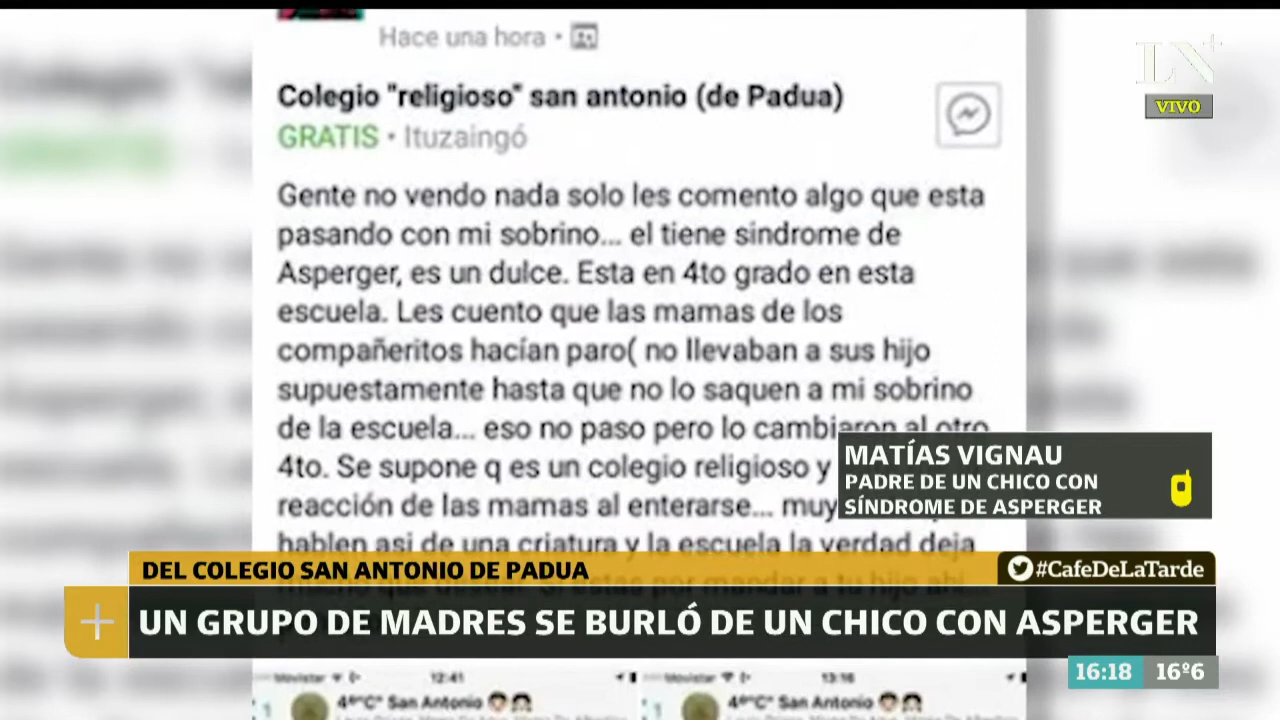 Hace una hora •
LN+
VIVO
Colegio "religioso" san antonio (de Padua)
GRATIS • Ituzaingó
Gente no vendo nada solo les comento algo que esta
pasando con mi sobrino... el tiene sindrome de
Asperger, es un dulce. Esta en 4to grado en esta
escuela. Les cuento que las mamas de los
compañeritos hacían paro( no llevaban a sus hijo
supuestamente hasta que no lo saquen a mi sobrino
de la escuela... eso no paso pero lo cambiaron al otro
4to. Se supone q es un colegio religioso y
reacción de las mamas al enterarse... muy
hablen asi de una criatura y la escuela la verdad deja
MATÍAS VIGNAU
PADRE DE UN CHICO CON
SÍNDROME DE ASPERGER
DEL COLEGIO SAN ANTONIO DE PADUA
#CafeDeLaTarde
UN GRUPO DE MADRES SE BURLÓ DE UN CHICO CON ASPERGER
16:18 16º6
Movistar 12:41
Movistar 13:16
4º"C" San Antonio
4º"C" San Antonio